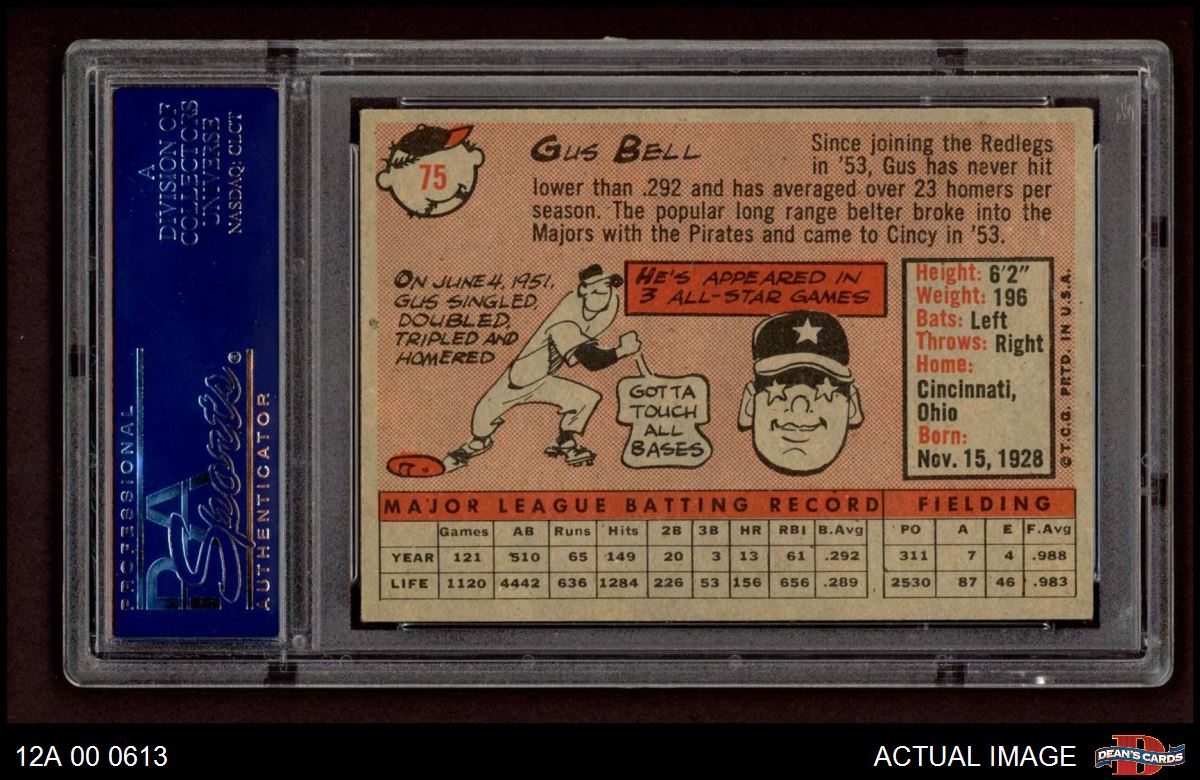 A
DIVISION OF
COLLECTORS
UNIVERSE
NASDAQ: CLCT
PROFESSIONAL
PSA
Sports®
AUTHENTICATOR
75
GUS BELL
Since joining the Redlegs
in '53, Gus has never hit
lower than .292 and has averaged over 23 homers per
season. The popular long range belter broke into the
Majors with the Pirates and came to Cincy in '53.
ON JUNE 4, 1951,
GUS SINGLED,
DOUBLED,
TRIPLED AND
HOMERED
HE'S APPEARED IN
3 ALL-STAR GAMES
GOTTA
TOUCH
ALL
BASES
Height: 6'2"
Weight: 196
Bats: Left
Throws: Right
Home:
Cincinnati,
Ohio
Born:
Nov. 15, 1928
© T.C.G. PRTD. IN U.S.A.
MAJOR LEAGUE BATTING RECORD FIELDING
Games AB Runs Hits 2B 3B HR RBI B.Avg PO A E F.Avg
YEAR 121 510 65 149 20 3 13 61 .292 311 7 4 .988
LIFE 1120 4442 636 1284 226 53 156 656 .289 2530 87 46 .983
12A 00 0613
ACTUAL IMAGE
D
DEAN'S CARDS